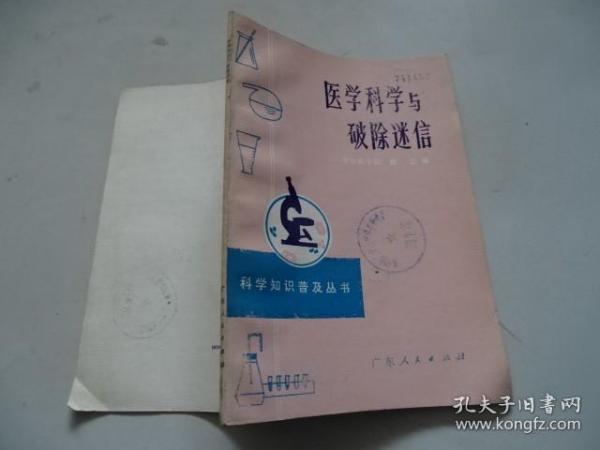 医学科学与
破除迷信
科学知识普及丛书
广东人民出版社
孔夫子旧书网
www.kongfz.com